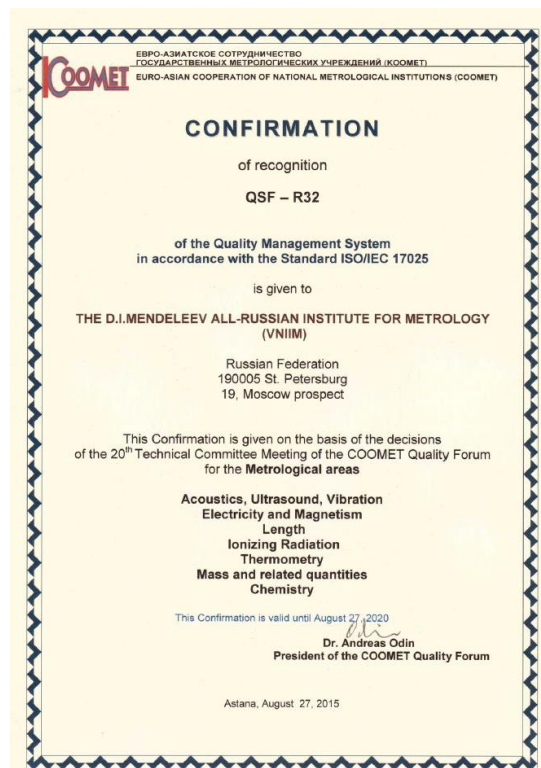 COOMET
ЕВРО-АЗИАТСКОЕ СОТРУДНИЧЕСТВО
ГОСУДАРСТВЕННЫХ МЕТРОЛОГИЧЕСКИХ УЧРЕЖДЕНИЙ (КООМЕТ)
EURO-ASIAN COOPERATION OF NATIONAL METROLOGICAL INSTITUTIONS (COOMET)
CONFIRMATION
of recognition
QSF – R32
of the Quality Management System
in accordance with the Standard ISO/IEC 17025
is given to
THE D.I.MENDELEEV ALL-RUSSIAN INSTITUTE FOR METROLOGY
(VNIIM)
Russian Federation
190005 St. Petersburg
19, Moscow prospect
This Confirmation is given on the basis of the decisions
of the 20th Technical Committee Meeting of the COOMET Quality Forum
for the Metrological areas
Acoustics, Ultrasound, Vibration
Electricity and Magnetism
Length
Ionizing Radiation
Thermometry
Mass and related quantities
Chemistry
This Confirmation is valid until August 27, 2020
Odin
Dr. Andreas Odin
President of the COOMET Quality Forum
Astana, August 27, 2015